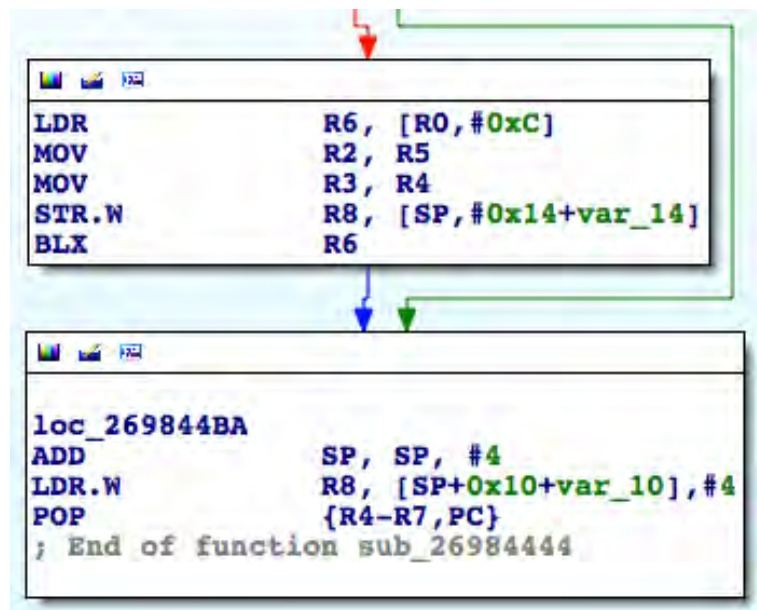 LDR R6, [R0,#0xC]
MOV R2, R5
MOV R3, R4
STR.W R8, [SP,#0x14+var_14]
BLX R6
loc_269844BA
ADD SP, SP, #4
LDR.W R8, [SP+0x10+var_10],#4
POP {R4-R7,PC}
; End of function sub_26984444